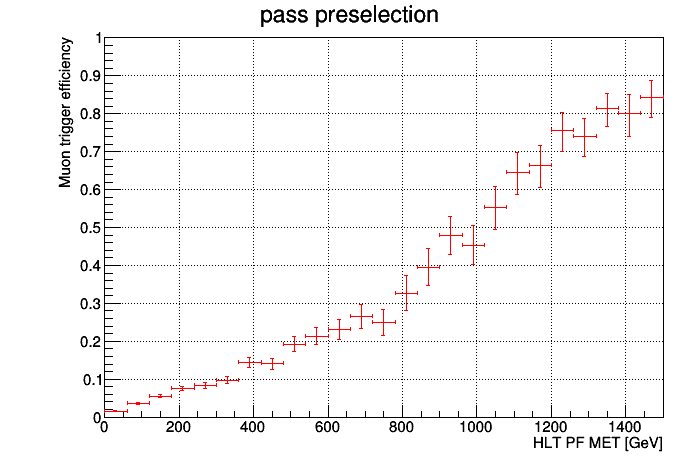 pass preselection
Muon trigger efficiency
1
0.9
0.8
0.7
0.6
0.5
0.4
0.3
0.2
0.1
0
0 200 400 600 800 1000 1200 1400
HLT PF MET [GeV]